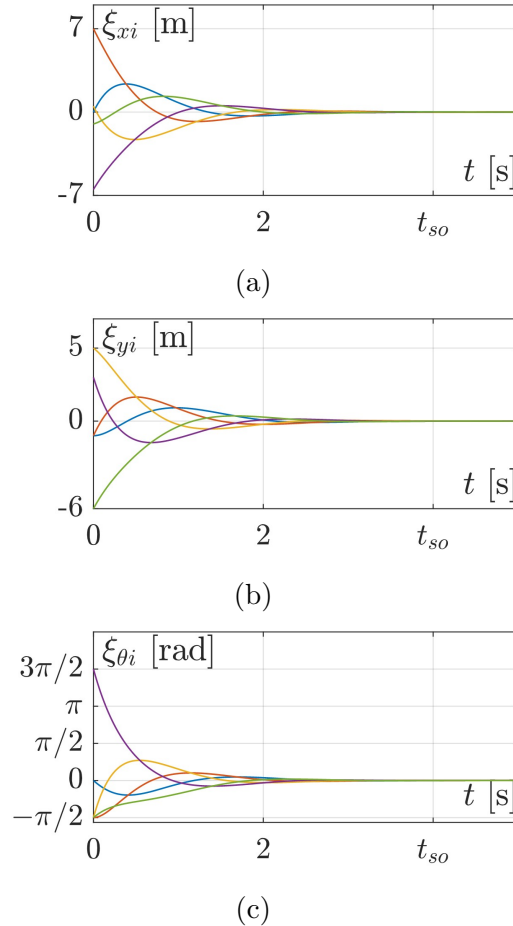 7
ξxi [m]
0
-7
t [s]
0
2
tso
(a)
5
ξyi [m]
0
-6
t [s]
0
2
tso
(b)
ξθi [rad]
3π/2
π
π/2
0
−π/2
t [s]
0
2
tso
(c)